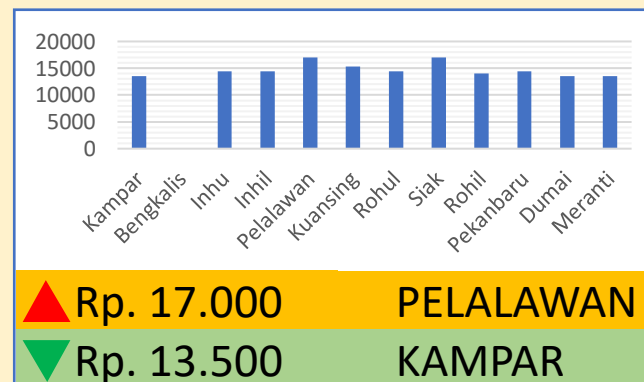 20000
15000
10000
5000
0
Kampar
Bengkalis
Inhu
Inhil
Pelalawan
Kuansing
Rohul
Siak
Rohil
Pekanbaru
Dumai
Meranti
Rp. 17.000 PELALAWAN
Rp. 13.500 KAMPAR